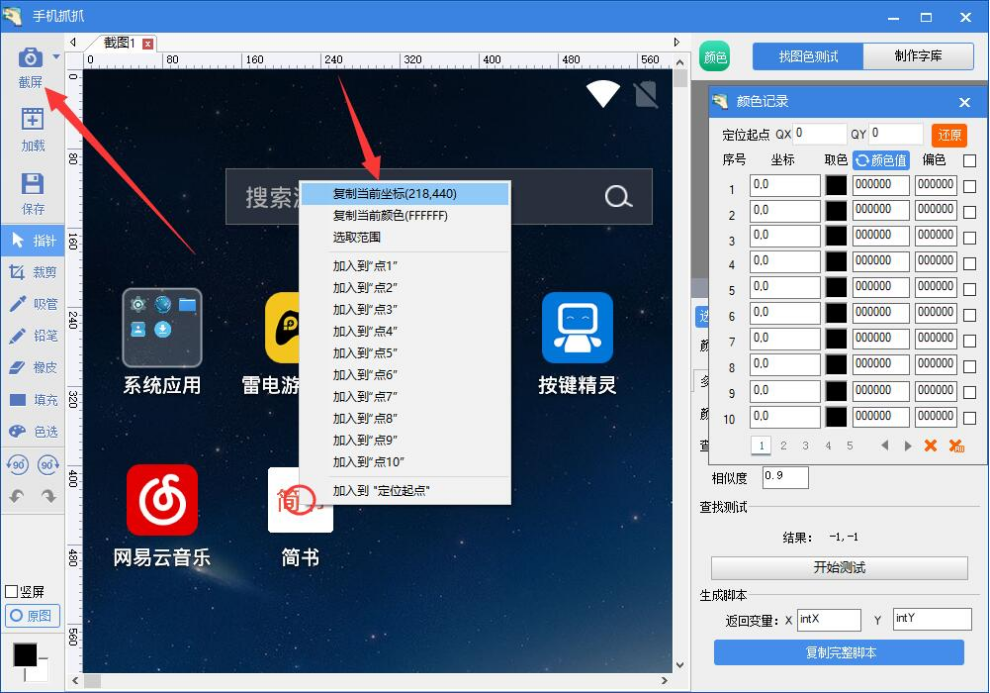 手机抓抓
截屏
加载
保存
指针
裁剪
吸管
铅笔
橡皮
填充
色选
90
90
竖屏
原图
截图1
0 80 160 240 320 400 480 560
0
80
160
240
320
400
480
560
搜索
系统应用
雷电游
按键精灵
网易云音乐
简书
简
复制当前坐标(218,440)
复制当前颜色(FFFFFF)
选取范围
加入到“点1”
加入到“点2”
加入到“点3”
加入到“点4”
加入到“点5”
加入到“点6”
加入到“点7”
加入到“点8”
加入到“点9”
加入到“点10”
加入到 "定位起点"
颜色
找图色测试
制作字库
颜色记录
定位起点 QX 0 QY 0 还原
序号 坐标 取色 颜色值 偏色
1 0,0 000000 000000
2 0,0 000000 000000
3 0,0 000000 000000
4 0,0 000000 000000
5 0,0 000000 000000
6 0,0 000000 000000
7 0,0 000000 000000
8 0,0 000000 000000
9 0,0 000000 000000
10 0,0 000000 000000
1 2 3 4 5
相似度 0.9
查找测试
结果: -1,-1
开始测试
生成脚本
返回变量: X intX Y intY
复制完整脚本